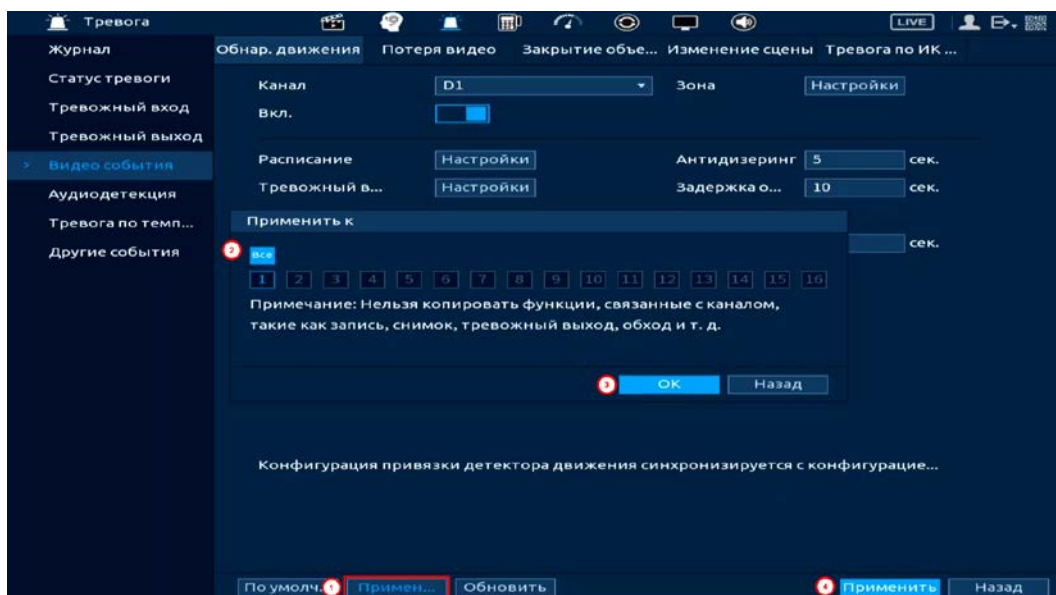 Тревога LIVE
Журнал
Статус тревоги
Тревожный вход
Тревожный выход
> Видео события
Аудиодетекция
Тревога по темп...
Другие события
Обнар. движения Потеря видео Закрытие объе... Изменение сцены Тревога по ИК ...
Канал D1 Зона Настройки
Вкл.
Расписание Настройки Антидизеринг 5 сек.
Тревожный в... Настройки Задержка о... 10 сек.
сек.
Применить к
2 Все
1 2 3 4 5 6 7 8 9 10 11 12 13 14 15 16
Примечание: Нельзя копировать функции, связанные с каналом,
такие как запись, снимок, тревожный выход, обход и т. д.
3 OK Назад
Конфигурация привязки детектора движения синхронизируется с конфигурацие...
По умолч. 1 Примен... Обновить 4 Применить Назад